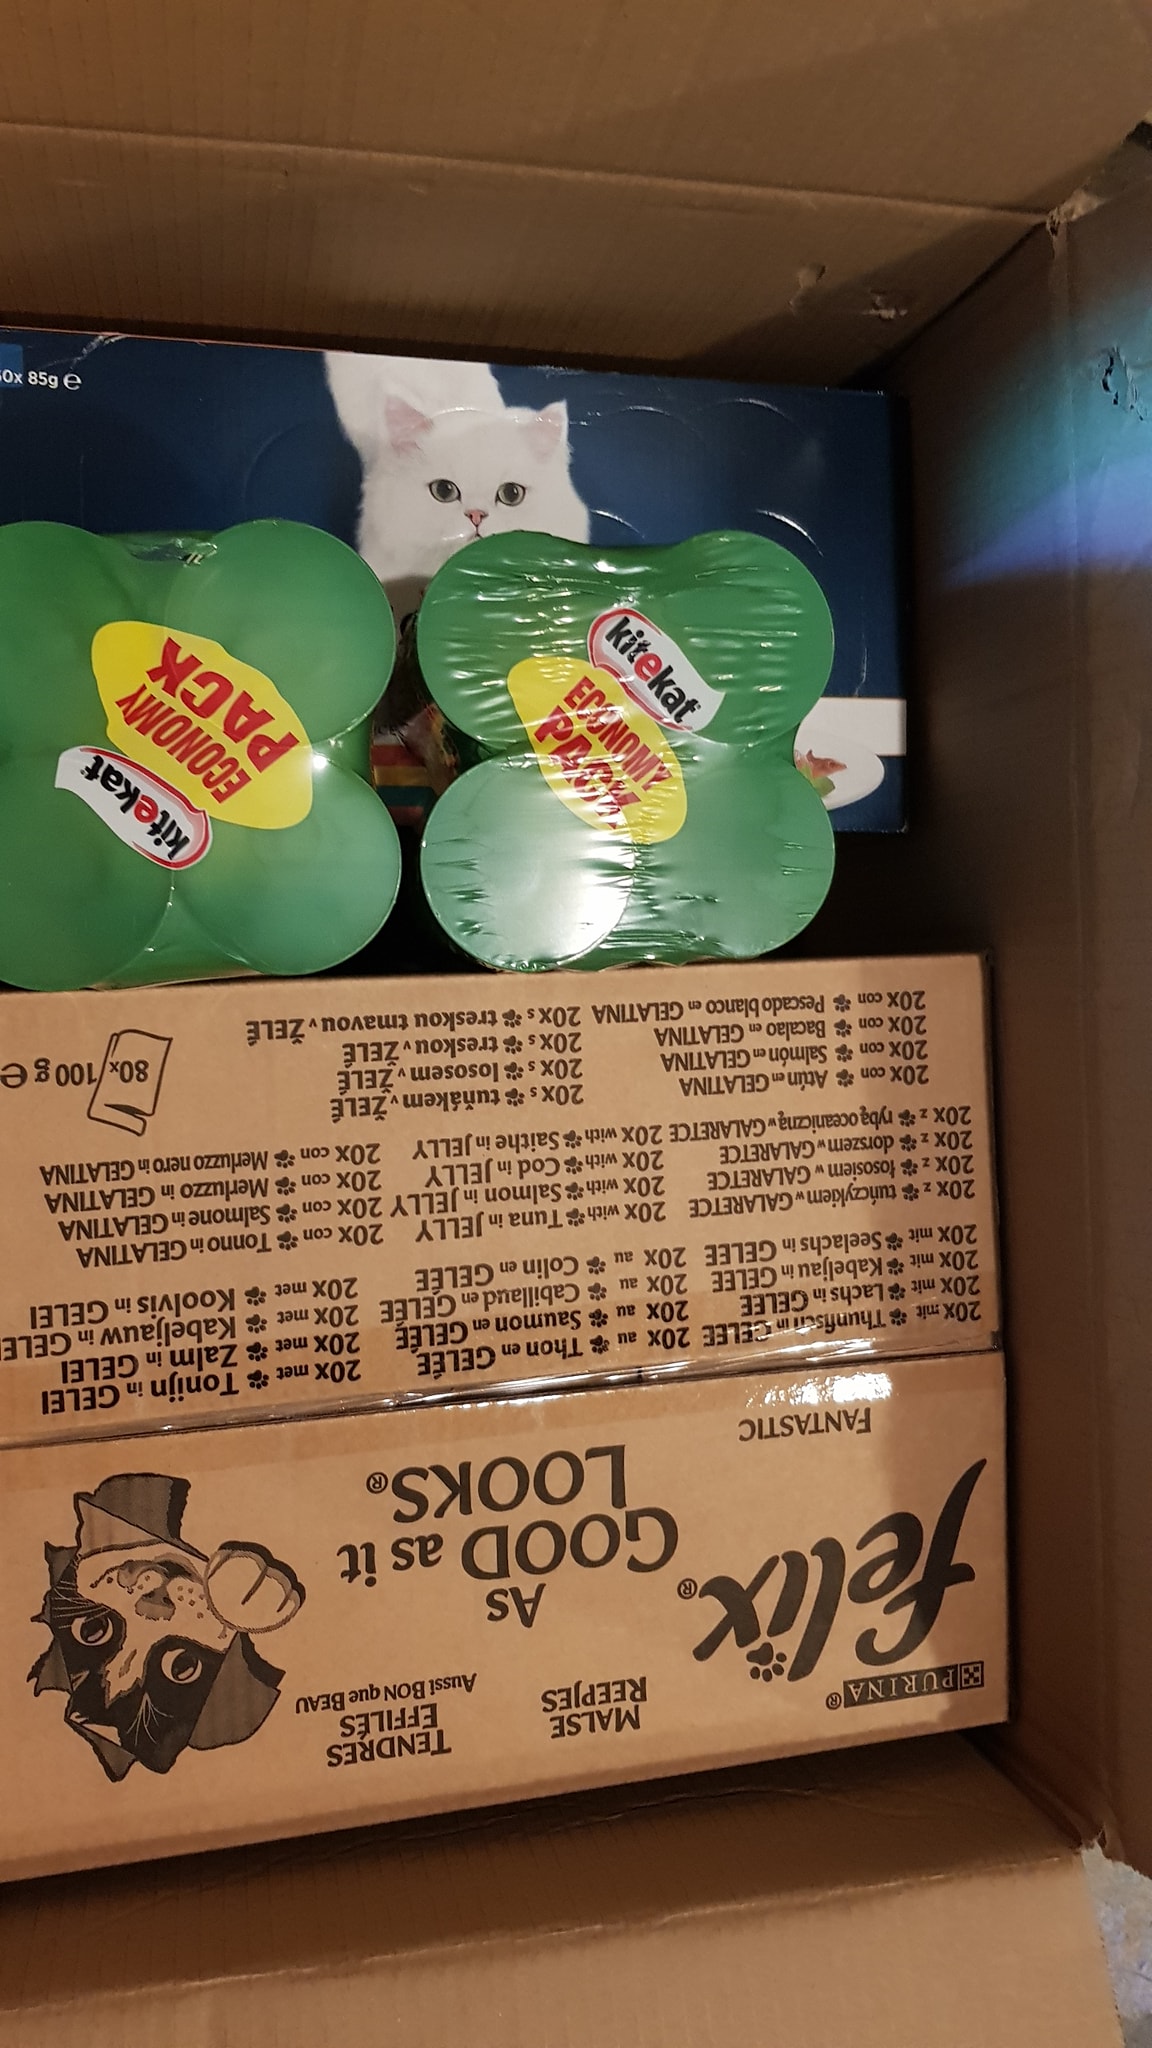 60x 85g ℮
kitekat
ECONOMY
PACK
kitekat
ECONOMY
PACK
PURINA®
felix®
FANTASTIC
MALSE
REEPJES
TENDRES
EFFILÉS
Aussi BON que BEAU
AS
GOOD as it
LOOKS®
20x mit Thunfisch in GELEE
20x mit Lachs in GELEE
20x mit Kabeljau in GELEE
20x mit Seelachs in GELEE
20x au Thon en GELÉE
20x au Saumon en GELÉE
20x au Cabillaud en GELÉE
20x au Colin en GELÉE
20x met Tonijn in GELEI
20x met Zalm in GELEI
20x met Kabeljauw in GELEI
20x met Koolvis in GELEI
20x z tuńczykiem w GALARETCE
20x z łososiem w GALARETCE
20x z dorszem w GALARETCE
20x z rybą oceaniczną w GALARETCE
20x with Tuna in JELLY
20x with Salmon in JELLY
20x with Cod in JELLY
20x with Saithe in JELLY
20x con Tonno in GELATINA
20x con Salmone in GELATINA
20x con Merluzzo in GELATINA
20x con Merluzzo nero in GELATINA
20x con Atún en GELATINA
20x con Salmón en GELATINA
20x con Bacalao en GELATINA
20x con Pescado blanco en GELATINA
20x s tuňákem v ŽELÉ
20x s lososem v ŽELÉ
20x s treskou v ŽELÉ
20x s treskou tmavou v ŽELÉ
80x 100 g ℮